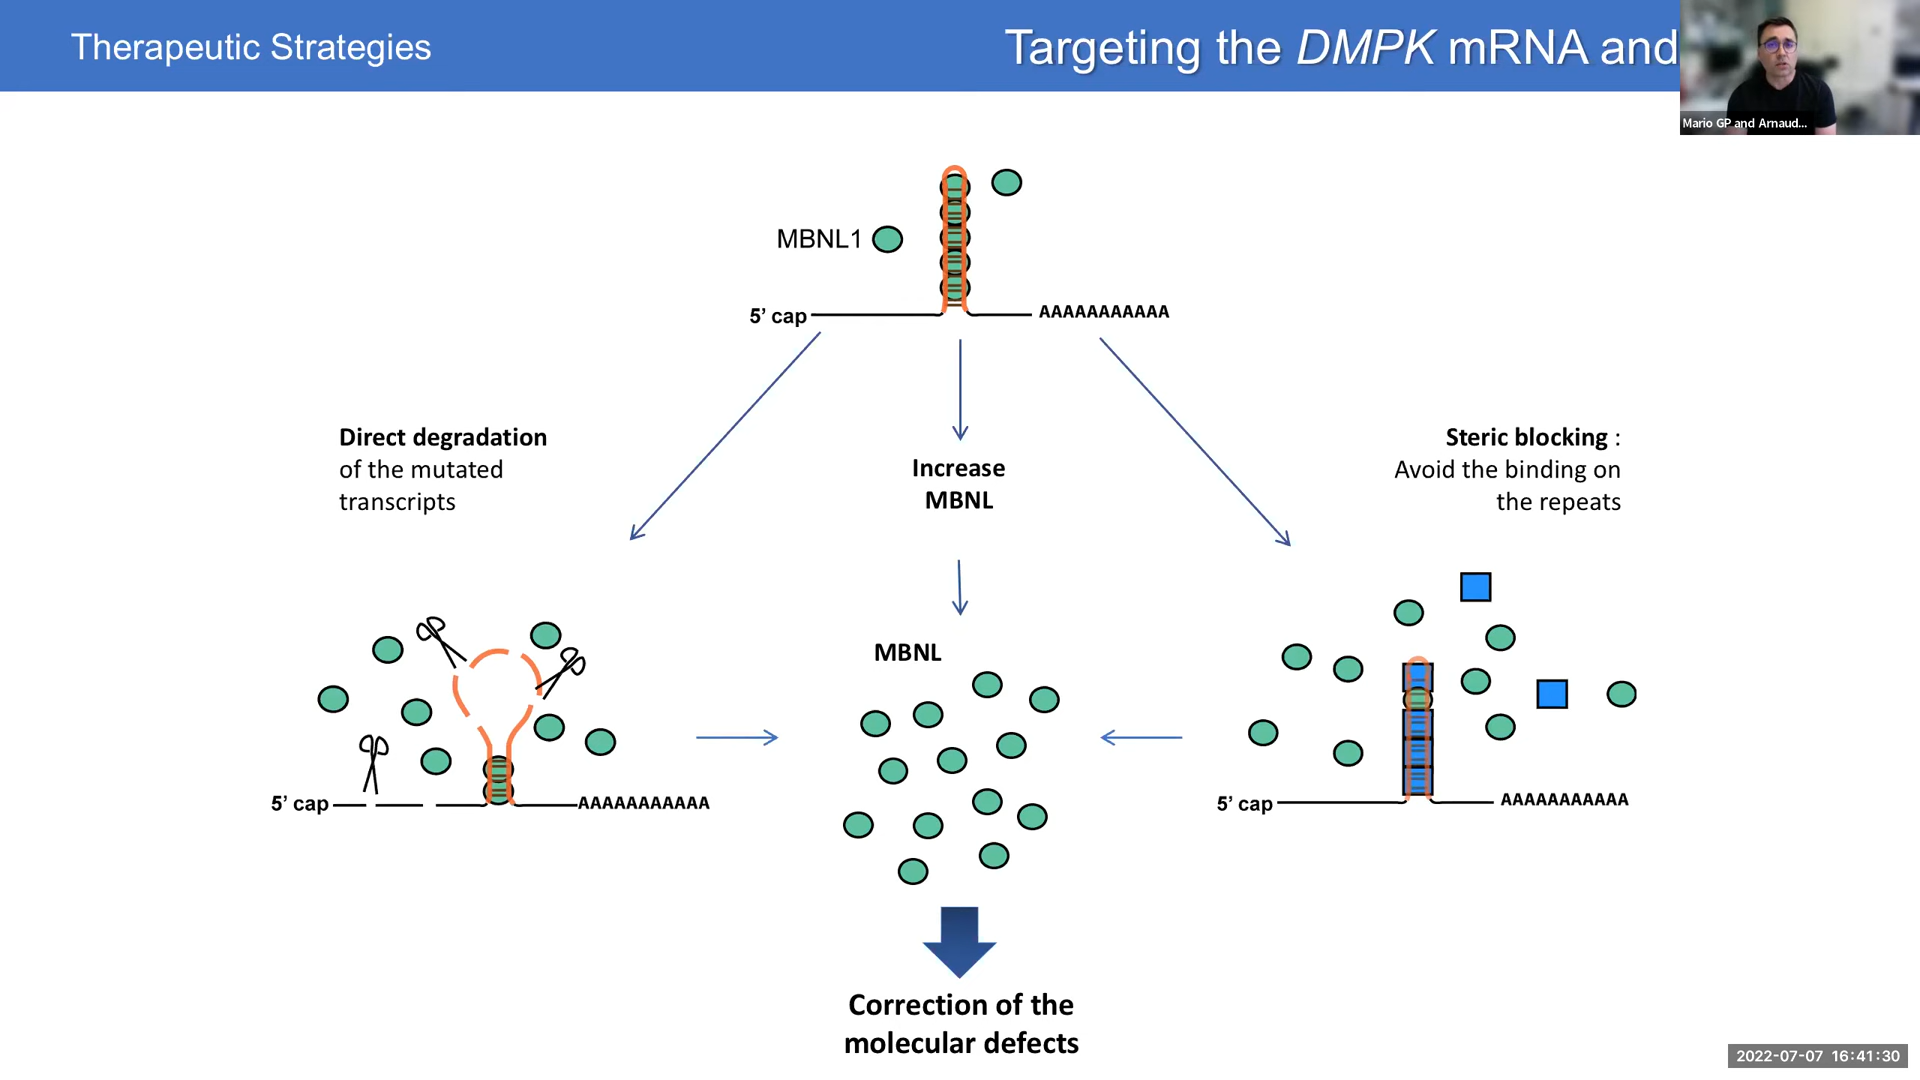 Therapeutic Strategies
Targeting the DMPK mRNA and
Mario GP and Arnaud...
MBNL1
5’ cap
AAAAAAAAAAA
Direct degradation
of the mutated
transcripts
Increase
MBNL
Steric blocking :
Avoid the binding on
the repeats
MBNL
5’ cap
AAAAAAAAAAA
5’ cap
AAAAAAAAAAA
Correction of the
molecular defects
2022-07-07 16:41:30